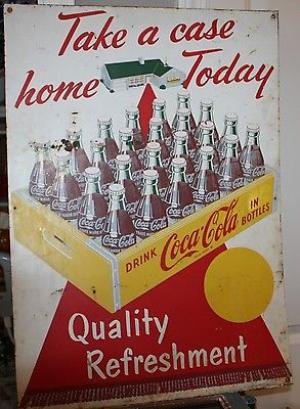 Take a case
home Today
DRINK Coca-Cola IN BOTTLES
Quality
Refreshment